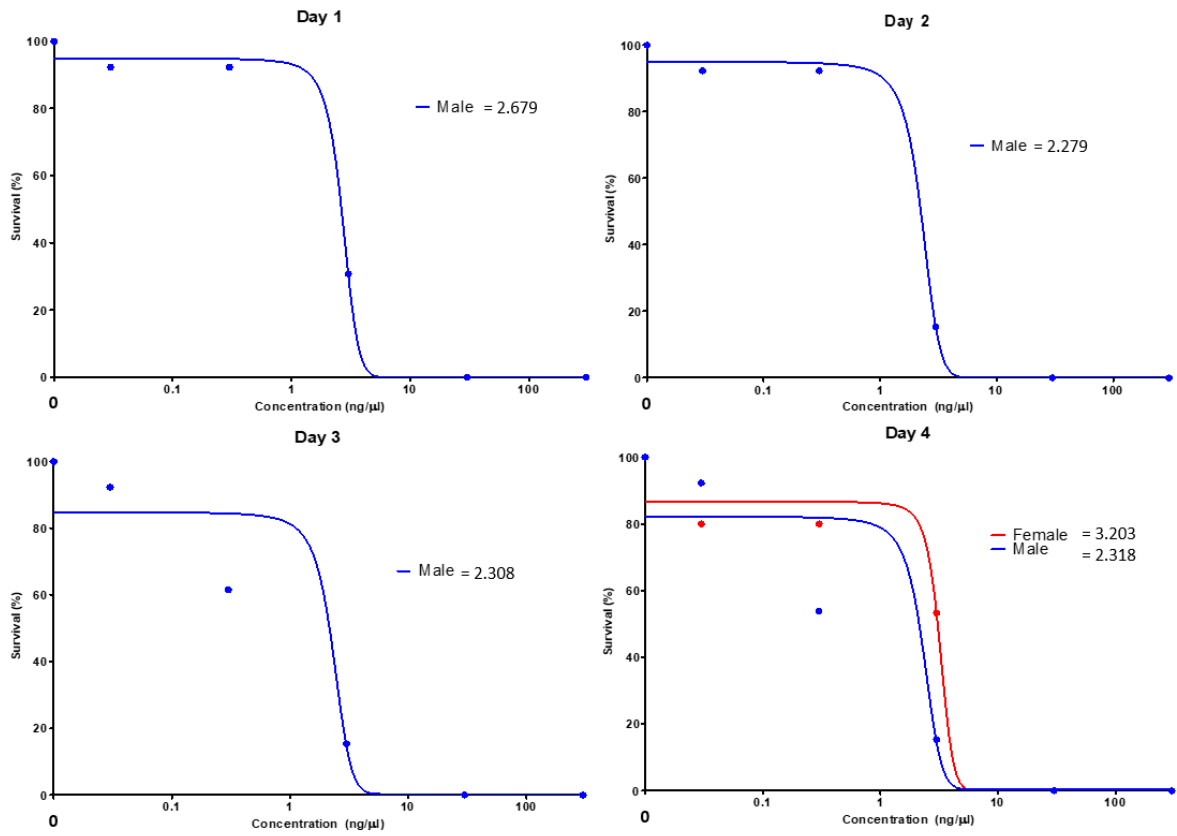 Day 1
100
80
60
40
20
0
Survival (%)
Male = 2.679
0
0.1
1
10
100
Concentration (ng/µl)
Day 2
100
80
60
40
20
0
Survival (%)
Male = 2.279
0
0.1
1
10
100
Concentration (ng/µl)
Day 3
100
80
60
40
20
0
Survival (%)
Male = 2.308
0
0.1
1
10
100
Concentration (ng/µl)
Day 4
100
80
60
40
20
0
Survival (%)
Female = 3.203
Male = 2.318
0
0.1
1
10
100
Concentration (ng/µl)